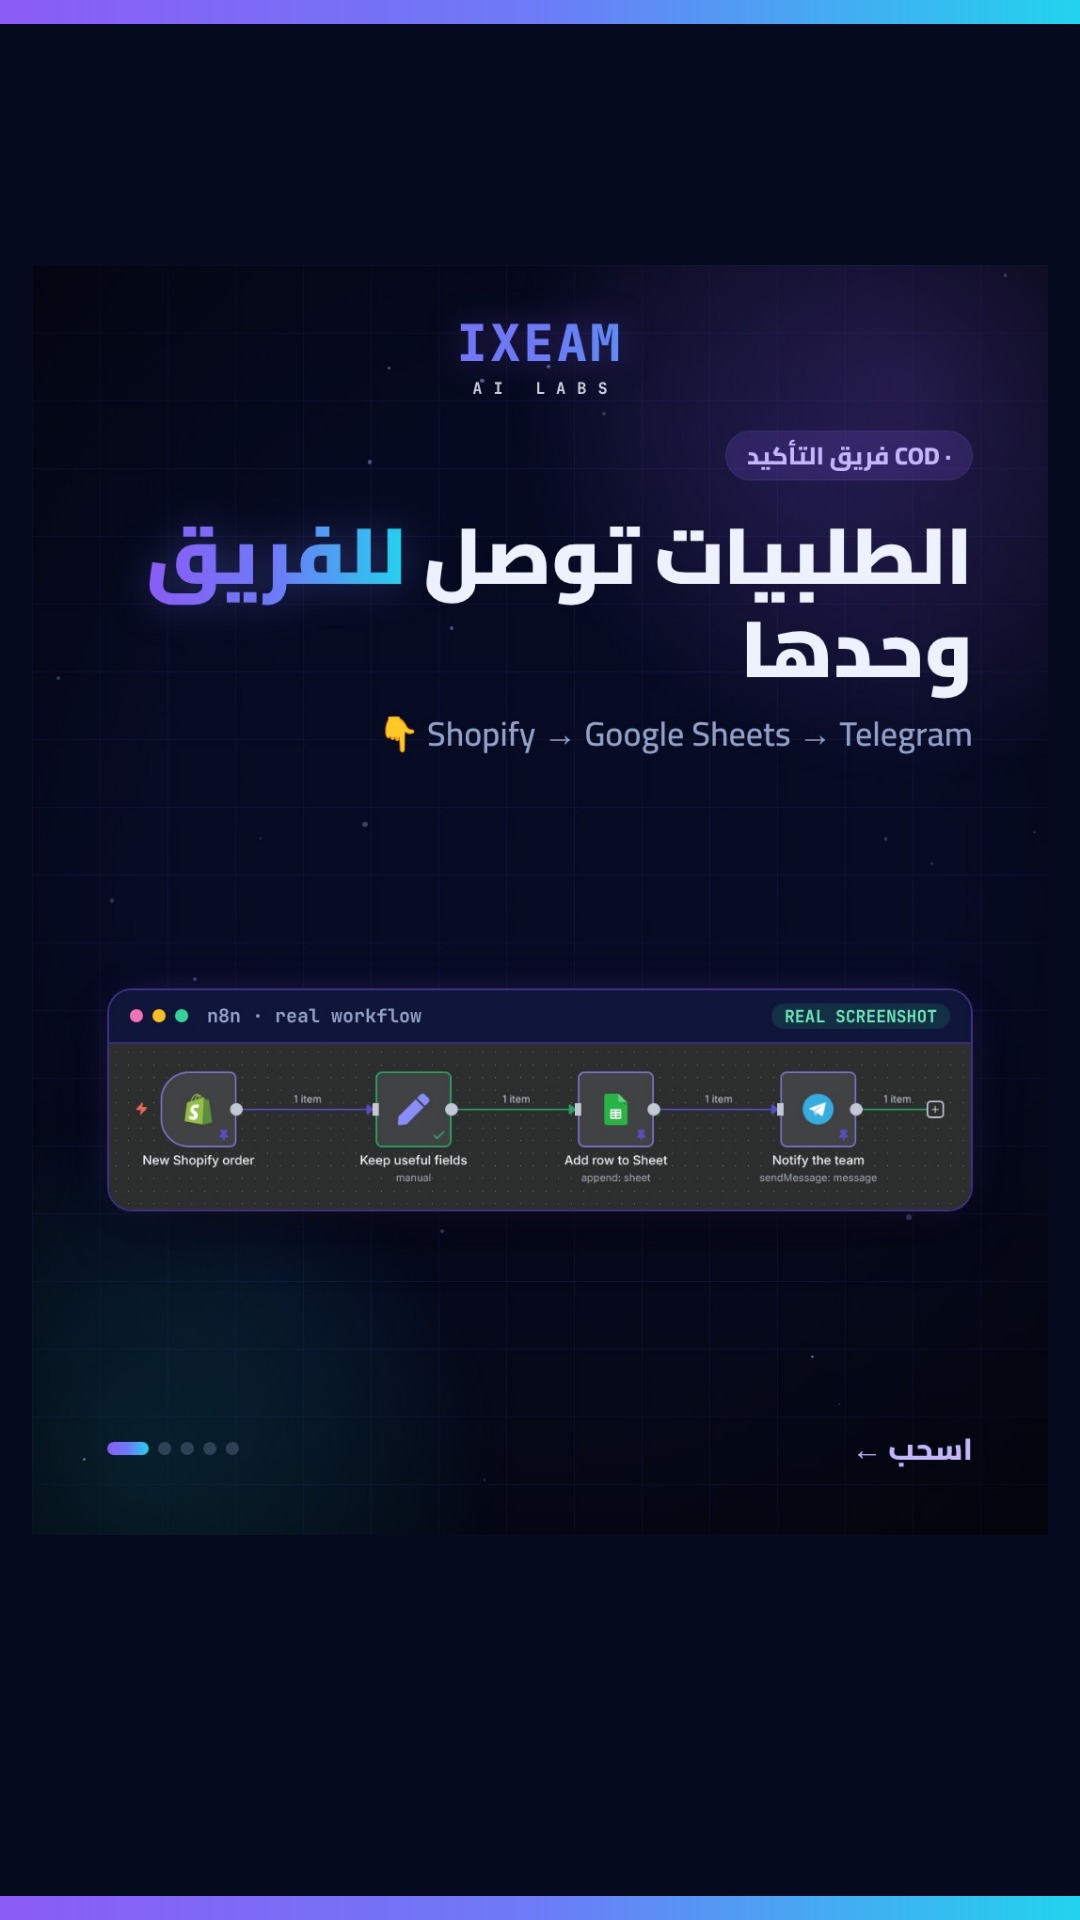 IXEAM
AI LABS
· COD فريق التأكيد
الطلبيات توصل للفريق
وحدها
👇 Shopify → Google Sheets → Telegram
n8n · real workflow
REAL SCREENSHOT
1 item
1 item
1 item
1 item
New Shopify order
Keep useful fields
manual
Add row to Sheet
append: sheet
Notify the team
sendMessage: message
اسحب ←